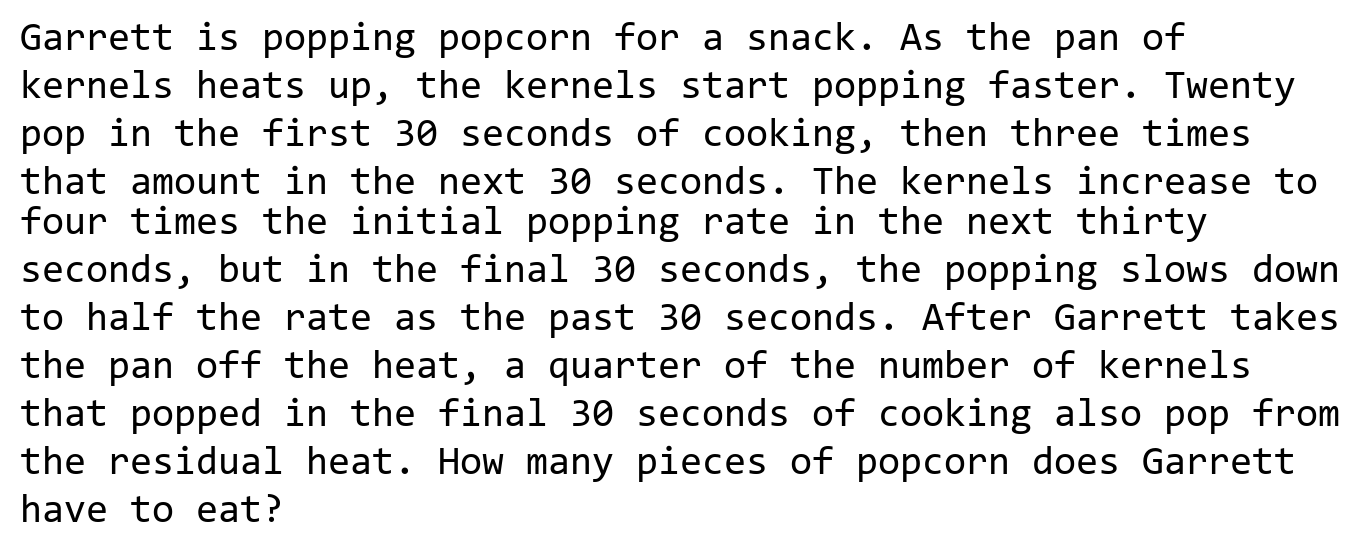 Garrett is popping popcorn for a snack. As the pan of
kernels heats up, the kernels start popping faster. Twenty
pop in the first 30 seconds of cooking, then three times
that amount in the next 30 seconds. The kernels increase to
four times the initial popping rate in the next thirty
seconds, but in the final 30 seconds, the popping slows down
to half the rate as the past 30 seconds. After Garrett takes
the pan off the heat, a quarter of the number of kernels
that popped in the final 30 seconds of cooking also pop from
the residual heat. How many pieces of popcorn does Garrett
have to eat?